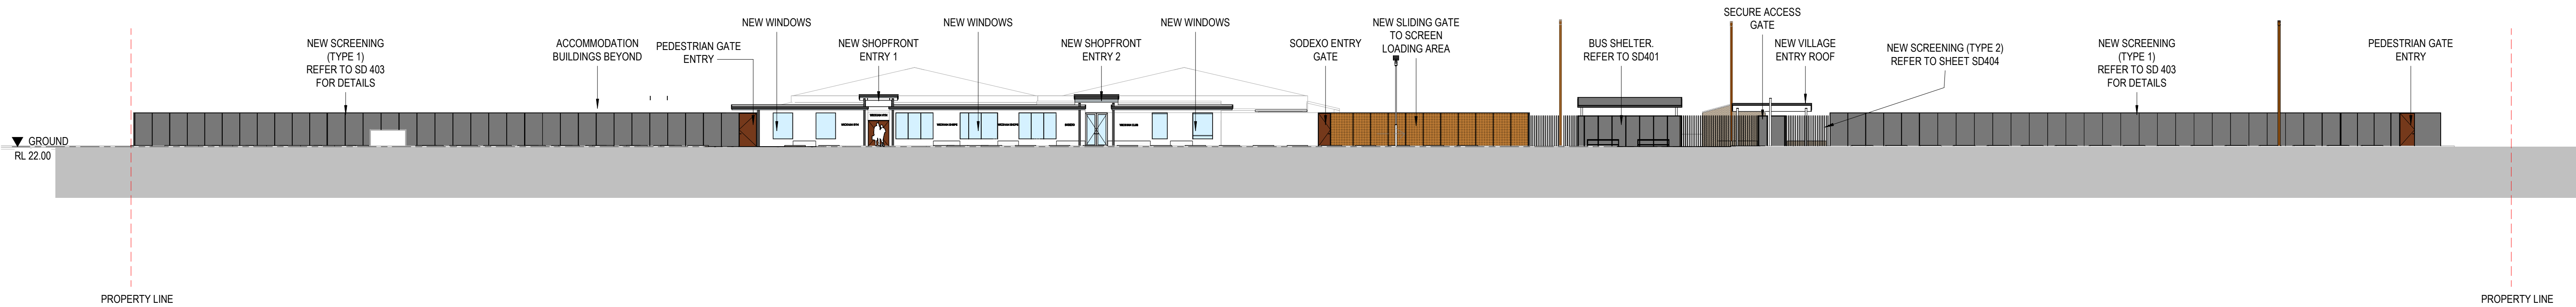 NEW SCREENING
(TYPE 1)
REFER TO SD 403
FOR DETAILS
ACCOMMODATION
BUILDINGS BEYOND
PEDESTRIAN GATE
ENTRY
NEW WINDOWS
NEW SHOPFRONT
ENTRY 1
NEW WINDOWS
NEW SHOPFRONT
ENTRY 2
NEW WINDOWS
SODEXO ENTRY
GATE
NEW SLIDING GATE
TO SCREEN
LOADING AREA
BUS SHELTER.
REFER TO SD401
SECURE ACCESS
GATE
NEW VILLAGE
ENTRY ROOF
NEW SCREENING (TYPE 2)
REFER TO SHEET SD404
NEW SCREENING
(TYPE 1)
REFER TO SD 403
FOR DETAILS
PEDESTRIAN GATE
ENTRY
GROUND
RL 22.00
PROPERTY LINE
PROPERTY LINE